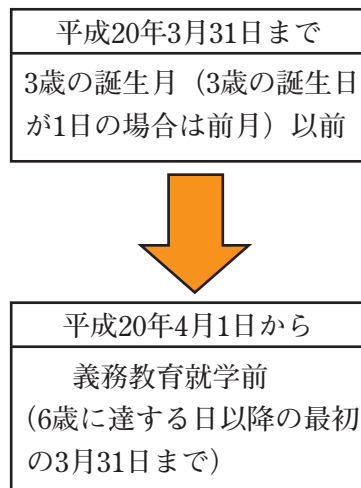 平成20年3月31日まで
3歳の誕生月（3歳の誕生日
が1日の場合は前月）以前
平成20年4月1日から
義務教育就学前
(6歳に達する日以降の最初
の3月31日まで）